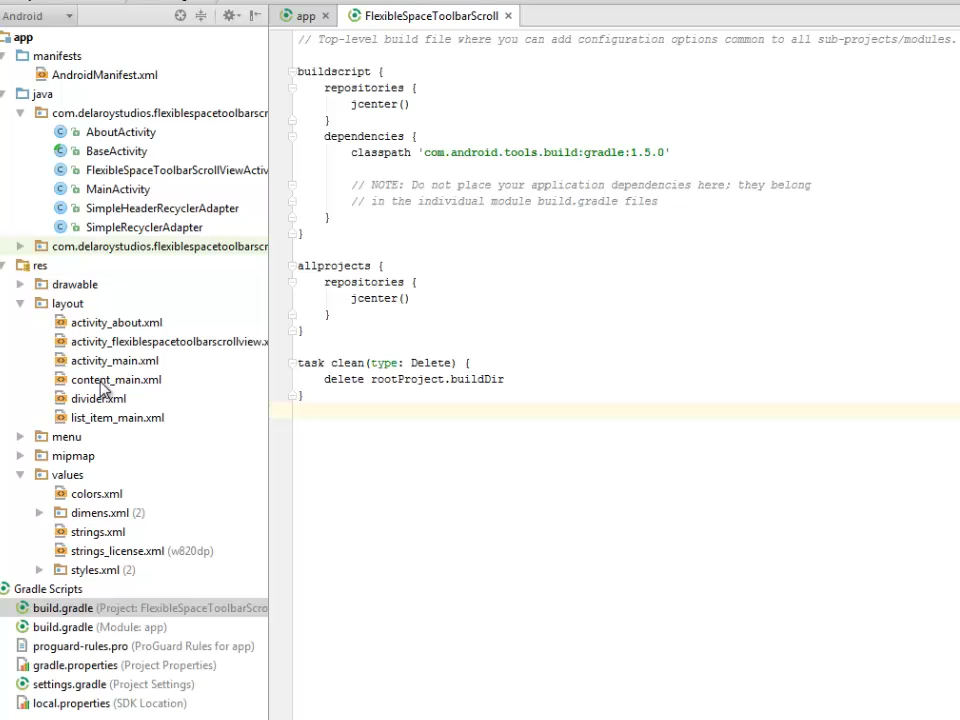 Android
app
manifests
AndroidManifest.xml
java
com.delaroystudios.flexiblespacetoolbarscr
AboutActivity
BaseActivity
FlexibleSpaceToolbarScrollViewActiv
MainActivity
SimpleHeaderRecyclerAdapter
SimpleRecyclerAdapter
com.delaroystudios.flexiblespacetoolbarscr
res
drawable
layout
activity_about.xml
activity_flexiblespacetoolbarscrollview.x
activity_main.xml
content_main.xml
divider.xml
list_item_main.xml
menu
mipmap
values
colors.xml
dimens.xml (2)
strings.xml
strings_license.xml (w820dp)
styles.xml (2)
Gradle Scripts
build.gradle (Project: FlexibleSpaceToolbarScro
build.gradle (Module: app)
proguard-rules.pro (ProGuard Rules for app)
gradle.properties (Project Properties)
settings.gradle (Project Settings)
local.properties (SDK Location)
app FlexibleSpaceToolbarScroll
// Top-level build file where you can add configuration options common to all sub-projects/modules.
buildscript {
repositories {
jcenter()
}
dependencies {
classpath 'com.android.tools.build:gradle:1.5.0'
// NOTE: Do not place your application dependencies here; they belong
// in the individual module build.gradle files
}
}
allprojects {
repositories {
jcenter()
}
}
task clean(type: Delete) {
delete rootProject.buildDir
}